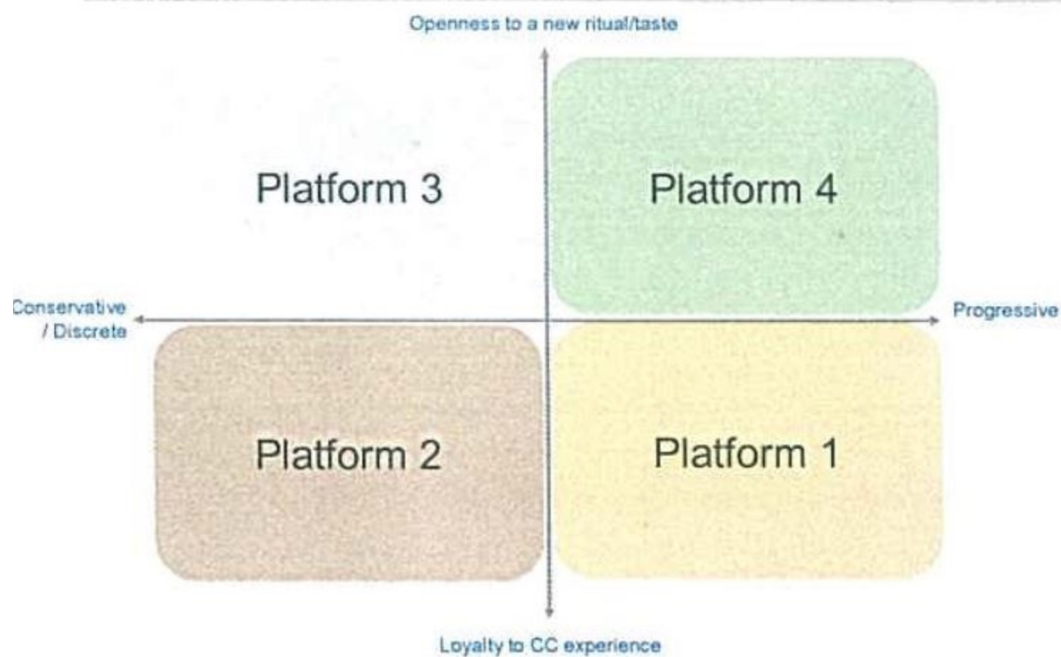 Openness to a new ritual/taste
Platform 3
Platform 4
Conservative
/ Discrete
Progressive
Platform 2
Platform 1
Loyalty to CC experience